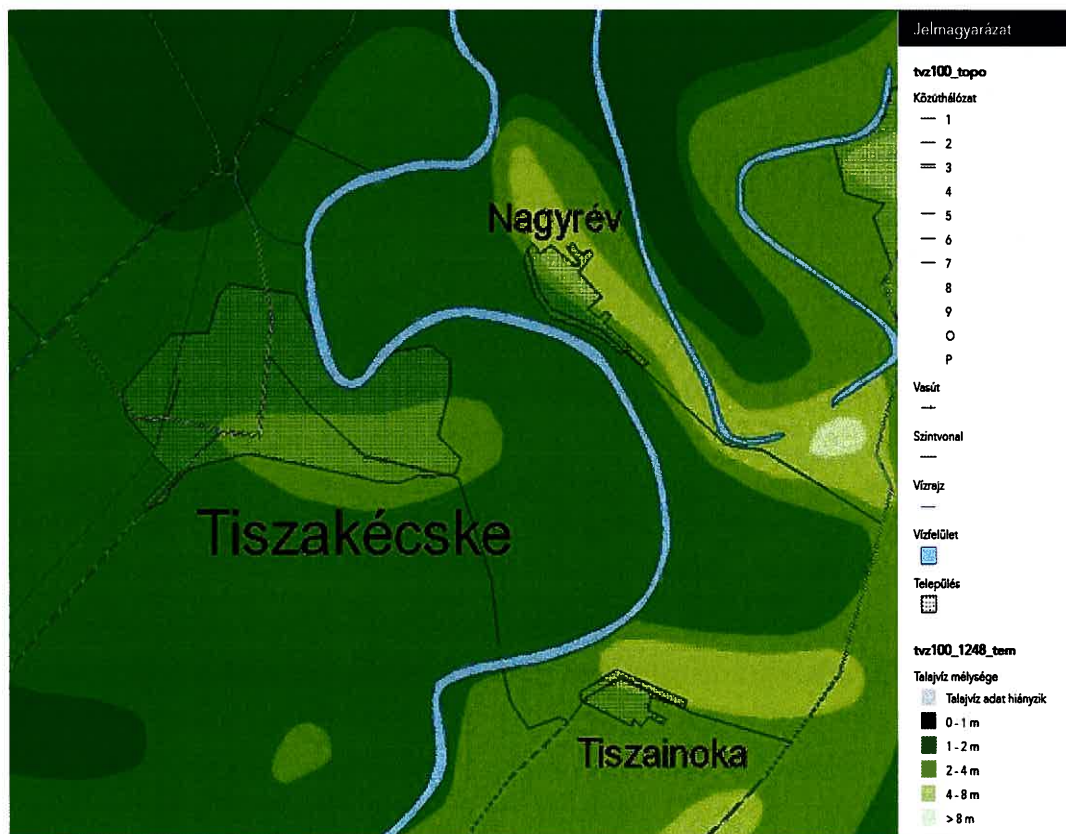 Nagyrév
Tiszakécske
Tiszainoka
Jelmagyarázat
tvz100_topo
Közúthálózat
1
2
3
4
5
6
7
8
9
O
P
Vasút
Szintvonal
Vízrajz
Vízfelület
Település
tvz100_1248_tem
Talajvíz mélysége
Talajvíz adat hiányzik
0 - 1 m
1 - 2 m
2 - 4 m
4 - 8 m
> 8 m